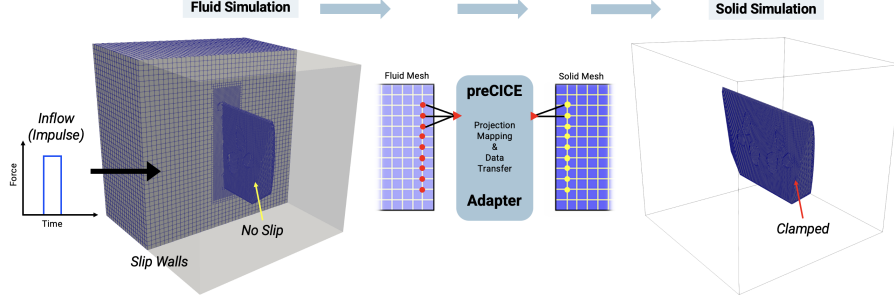 Fluid Simulation
Solid Simulation
Fluid Mesh
Solid Mesh
preCICE
Projection
Mapping
&
Data
Transfer
Adapter
Inflow
(Impulse)
Force
Time
No Slip
Slip Walls
Clamped